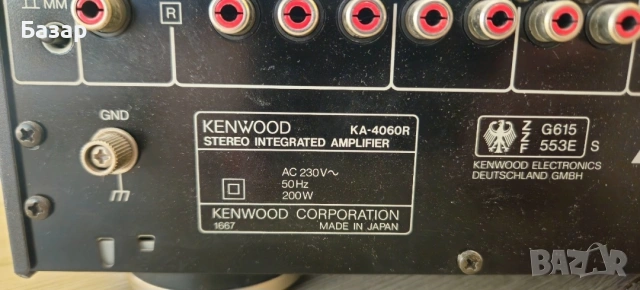 MM
Базар
R
GND
KENWOOD KA-4060R
STEREO INTEGRATED AMPLIFIER
AC 230V~
50Hz
200W
KENWOOD CORPORATION
1667 MADE IN JAPAN
ZZF G615
553E S
KENWOOD ELECTRONICS
DEUTSCHLAND GMBH
BAZAR